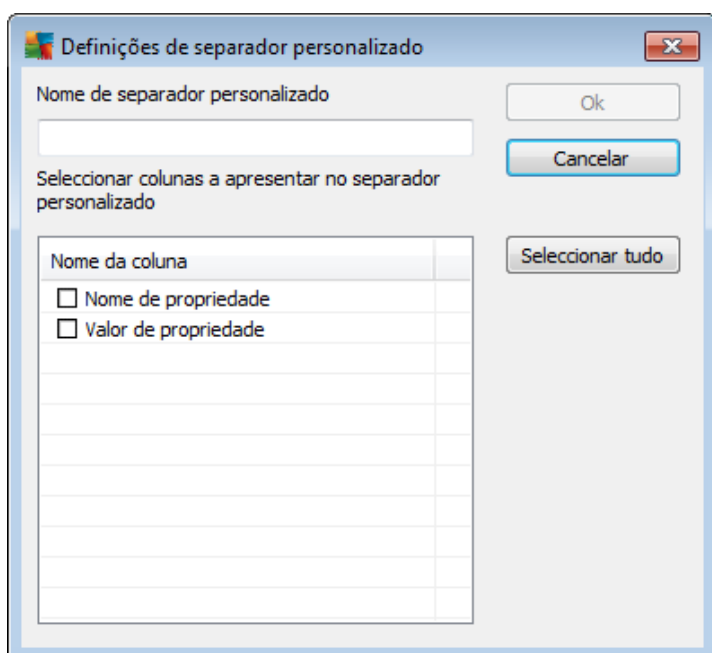 Definições de separador personalizado
Nome de separador personalizado
Ok
Cancelar
Seleccionar colunas a apresentar no separador
personalizado
Seleccionar tudo
Nome da coluna
Nome de propriedade
Valor de propriedade